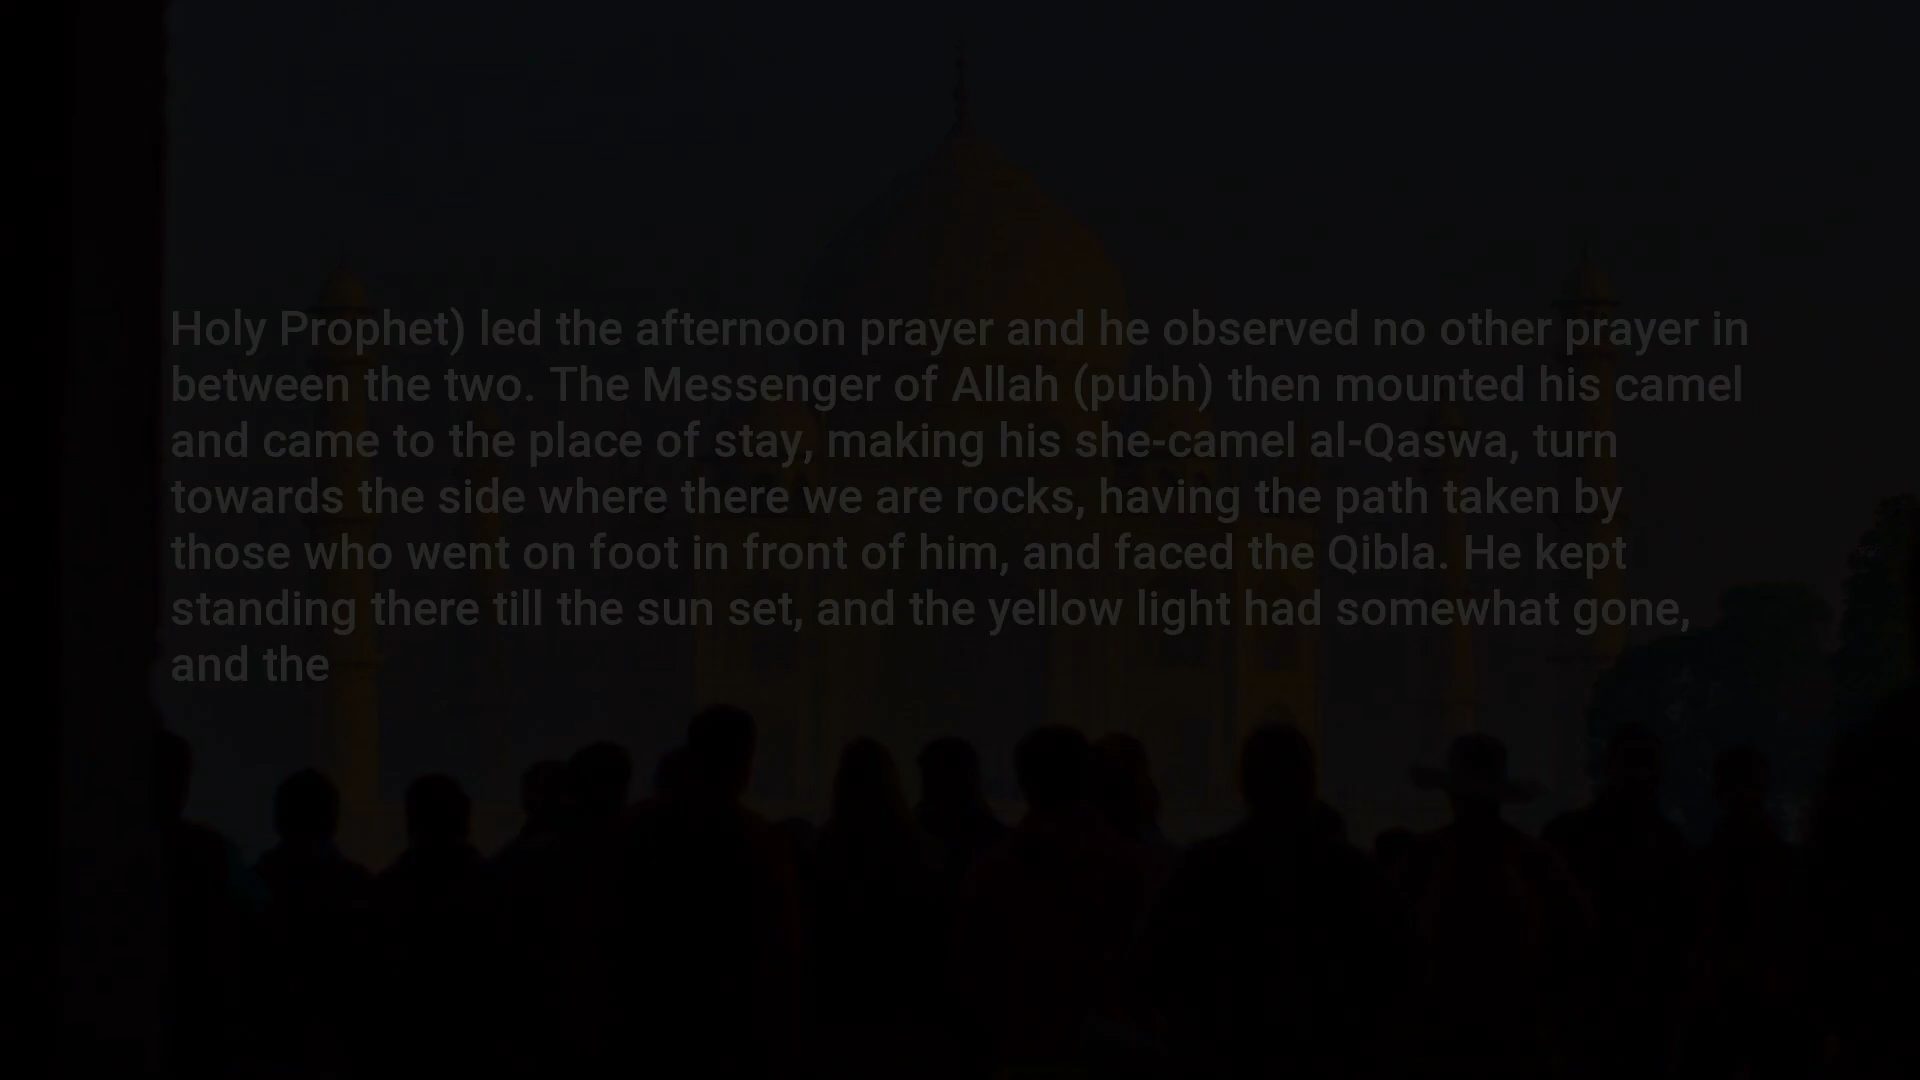 Holy Prophet) led the afternoon prayer and he observed no other prayer in
between the two. The Messenger of Allah (pubh) then mounted his camel
and came to the place of stay, making his she-camel al-Qaswa, turn
towards the side where there we are rocks, having the path taken by
those who went on foot in front of him, and faced the Qibla. He kept
standing there till the sun set, and the yellow light had somewhat gone,
and the